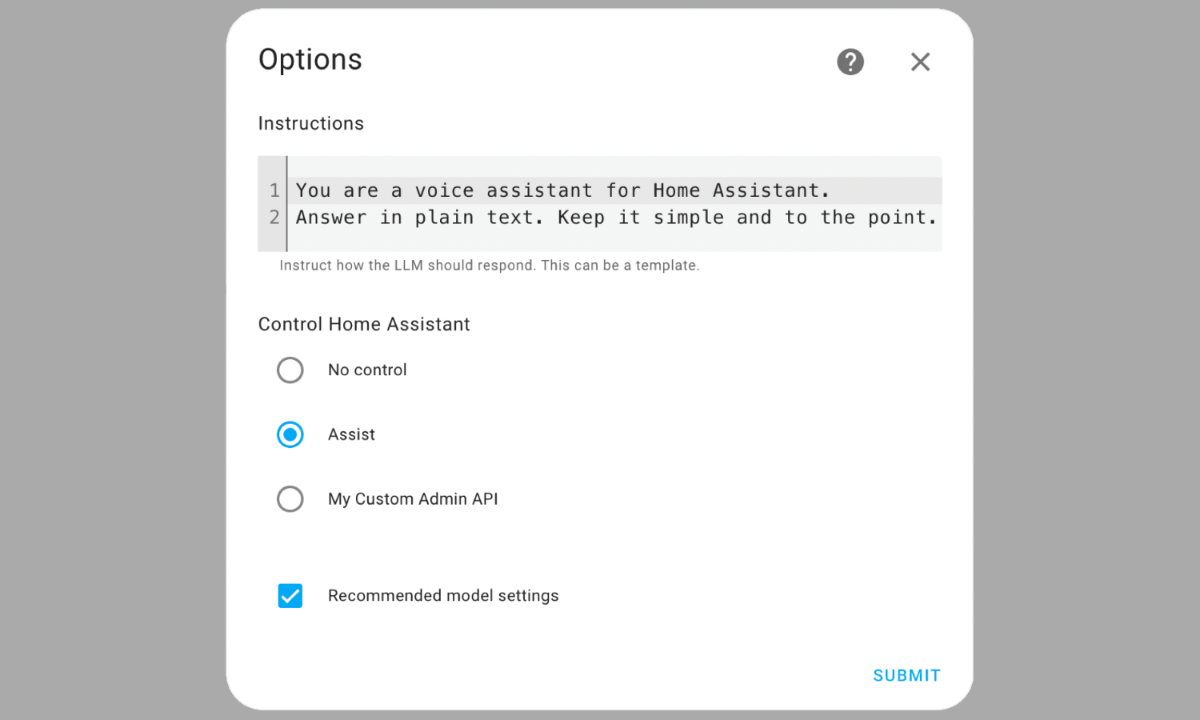 Options
?
Instructions
1 You are a voice assistant for Home Assistant.
2 Answer in plain text. Keep it simple and to the point.
Instruct how the LLM should respond. This can be a template.
Control Home Assistant
No control
Assist
My Custom Admin API
Recommended model settings
SUBMIT